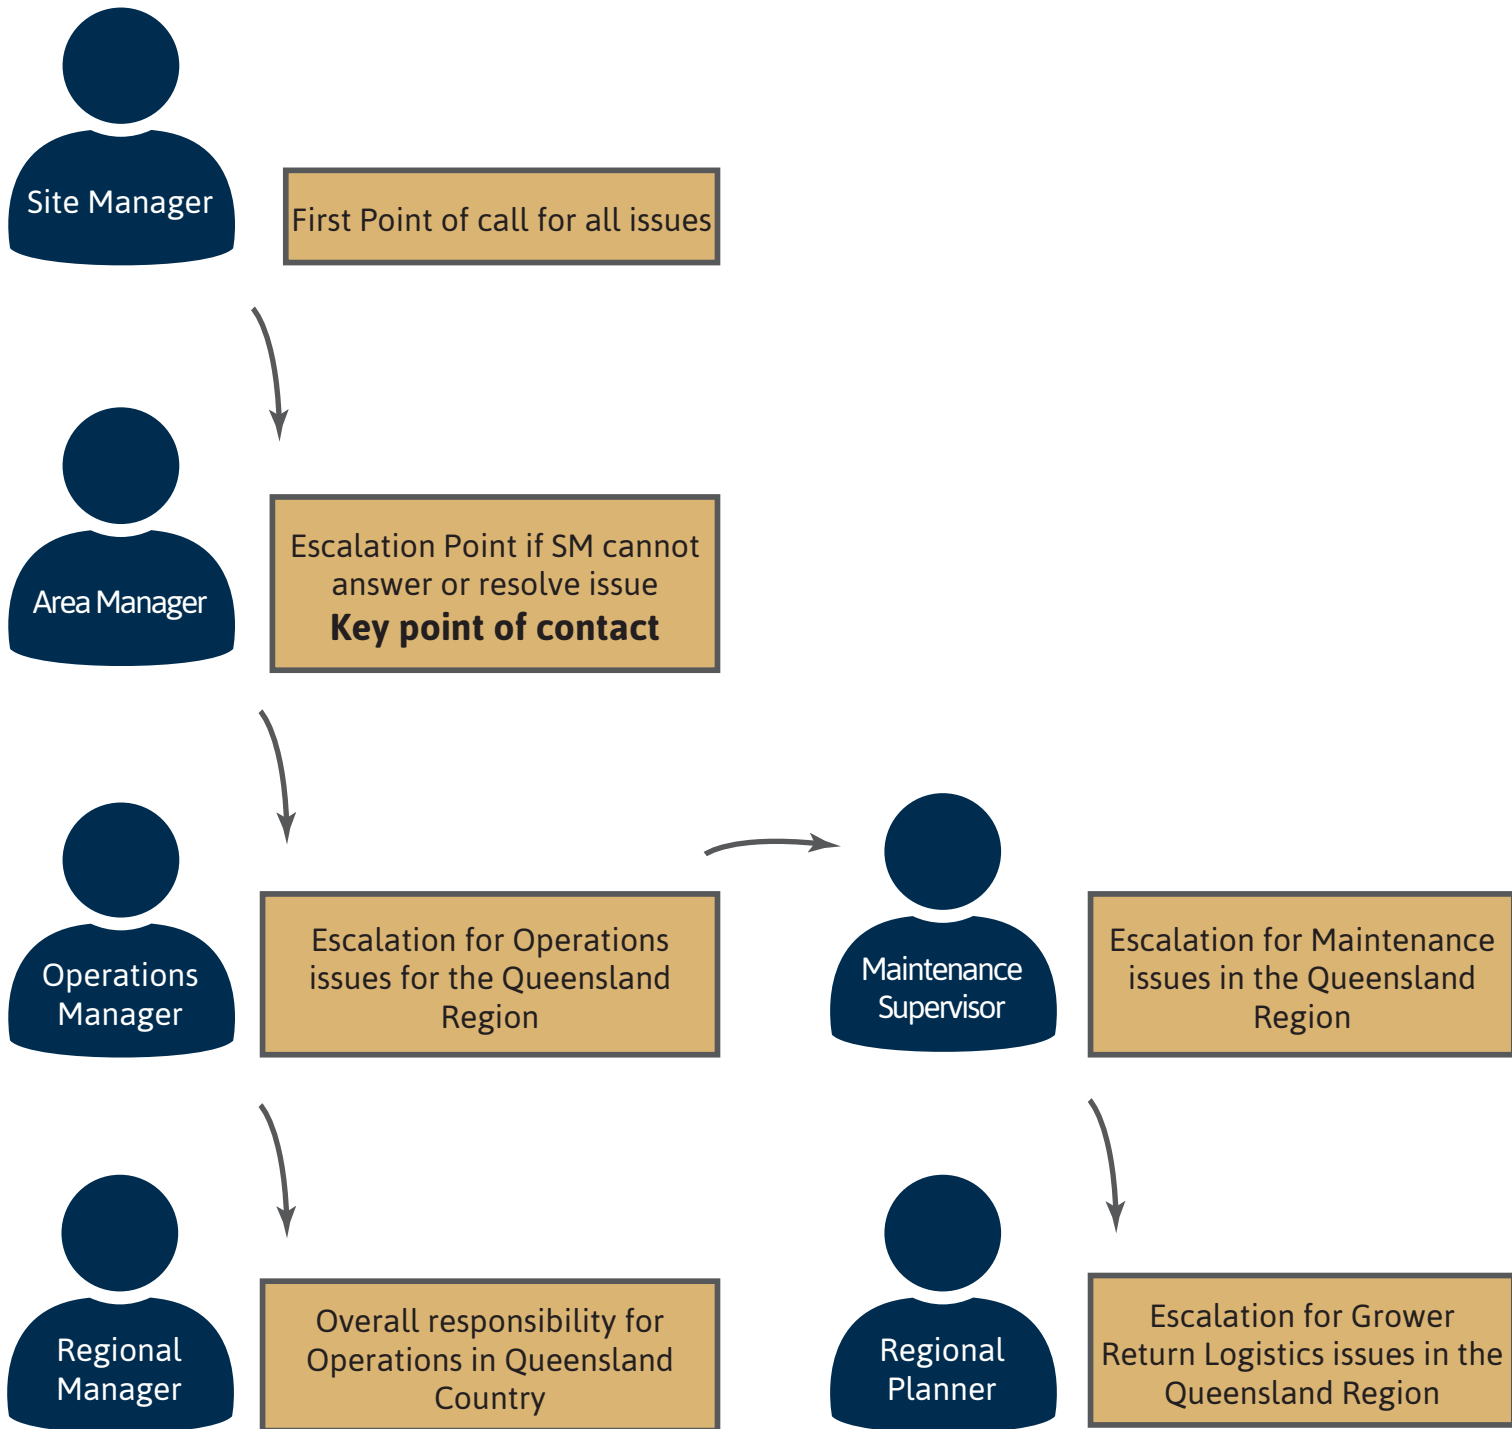 Site Manager
First Point of call for all issues
Area Manager
Escalation Point if SM cannot
answer or resolve issue
Key point of contact
Operations
Manager
Escalation for Operations
issues for the Queensland
Region
Maintenance
Supervisor
Escalation for Maintenance
issues in the Queensland
Region
Regional
Manager
Overall responsibility for
Operations in Queensland
Country
Regional
Planner
Escalation for Grower
Return Logistics issues in the
Queensland Region